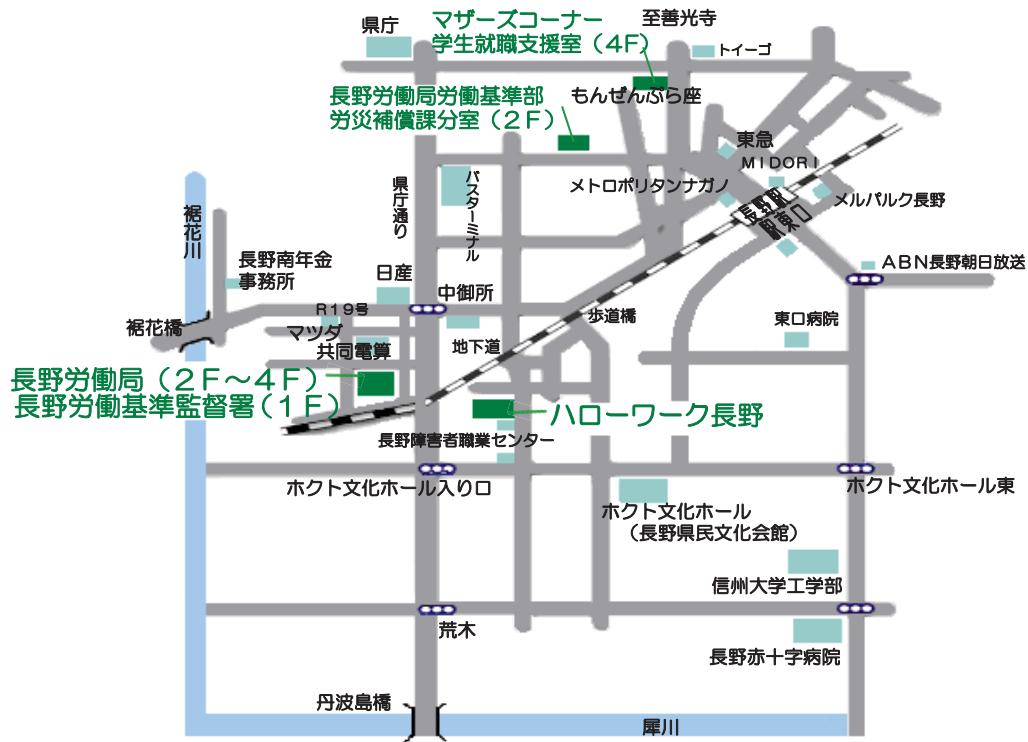 マザーズコーナー
学生就職支援室（４F）
県庁
至善光寺
トイーゴ
もんぜんぷら座
長野労働局労働基準部
労災補償課分室（２F）
東急
ＭＩＤＯＲＩ
メトロポリタンナガノ
メルパルク長野
長野駅
駅東口
県庁通り
バスターミナル
裾花川
長野南年金
事務所
日産
中御所
ＡＢＮ長野朝日放送
Ｒ１９号
裾花橋
マツダ
共同電算
地下道
歩道橋
東口病院
長野労働局（２Ｆ～４Ｆ）
長野労働基準監督署（１Ｆ）
ハローワーク長野
長野障害者職業センター
ホクト文化ホール入り口
ホクト文化ホール東
ホクト文化ホール
（長野県民文化会館）
信州大学工学部
荒木
長野赤十字病院
丹波島橋
犀川